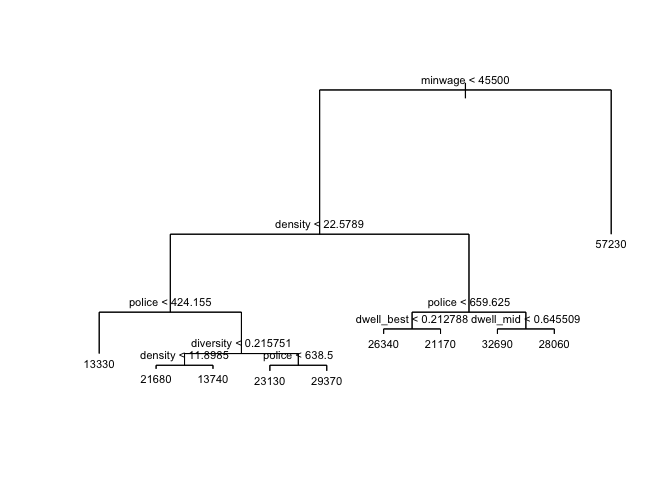 minwage < 45500
density < 22.5789
57230
police < 424.155
police < 659.625
dwell_best < 0.212788
dwell_mid < 0.645509
diversity < 0.215751
26340
21170
32690
28060
density < 11.8985
police < 638.5
13330
21680
13740
23130
29370